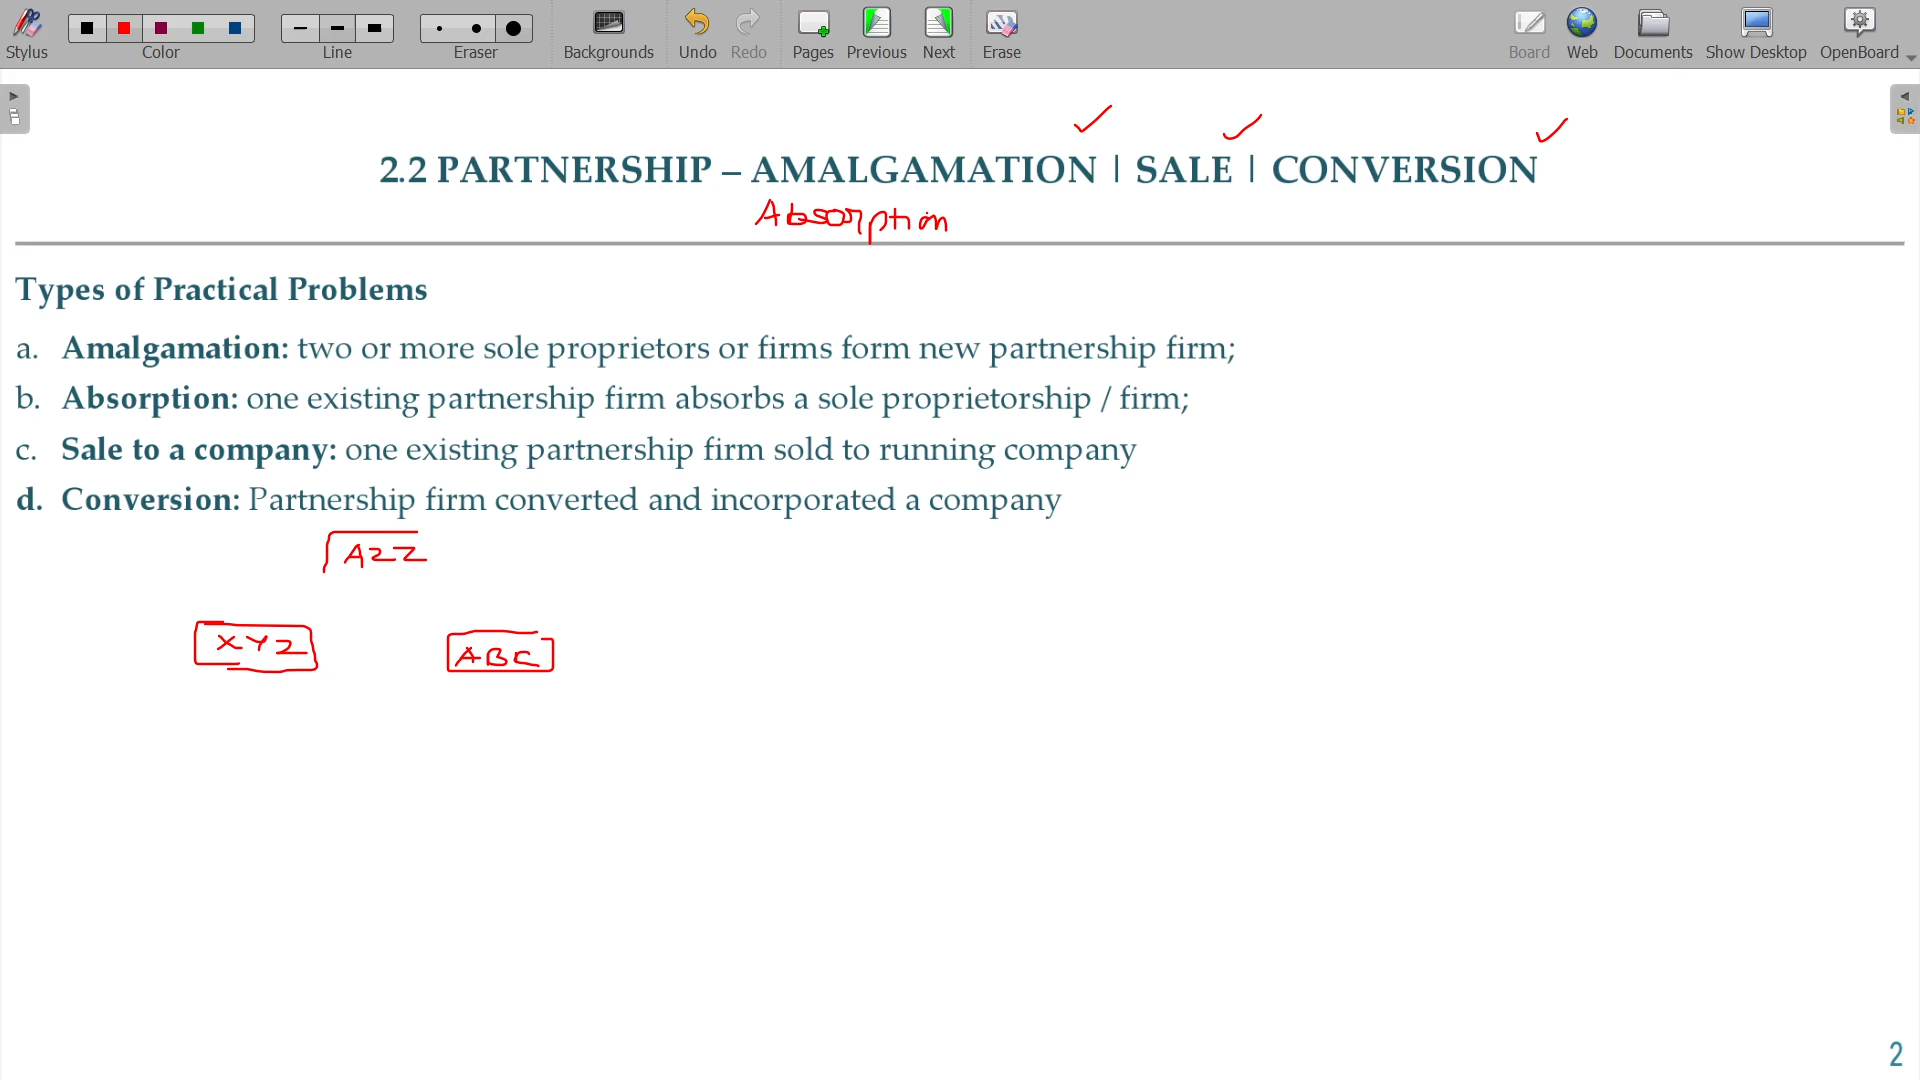 Stylus Color Line Eraser Backgrounds Undo Redo Pages Previous Next Erase Board Web Documents Show Desktop OpenBoard
2.2 PARTNERSHIP – AMALGAMATION | SALE | CONVERSION
Absorption
Types of Practical Problems
a. Amalgamation: two or more sole proprietors or firms form new partnership firm;
b. Absorption: one existing partnership firm absorbs a sole proprietorship / firm;
c. Sale to a company: one existing partnership firm sold to running company
d. Conversion: Partnership firm converted and incorporated a company
AZZ
XYZ ABC
2